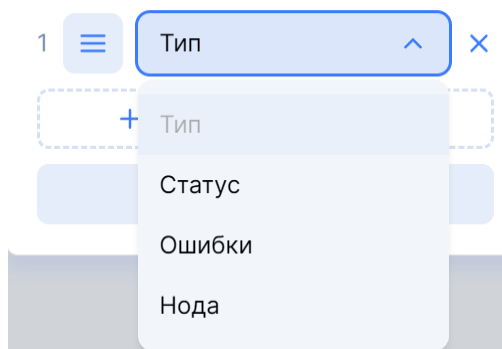 1 Тип
Тип
Статус
Ошибки
Нода